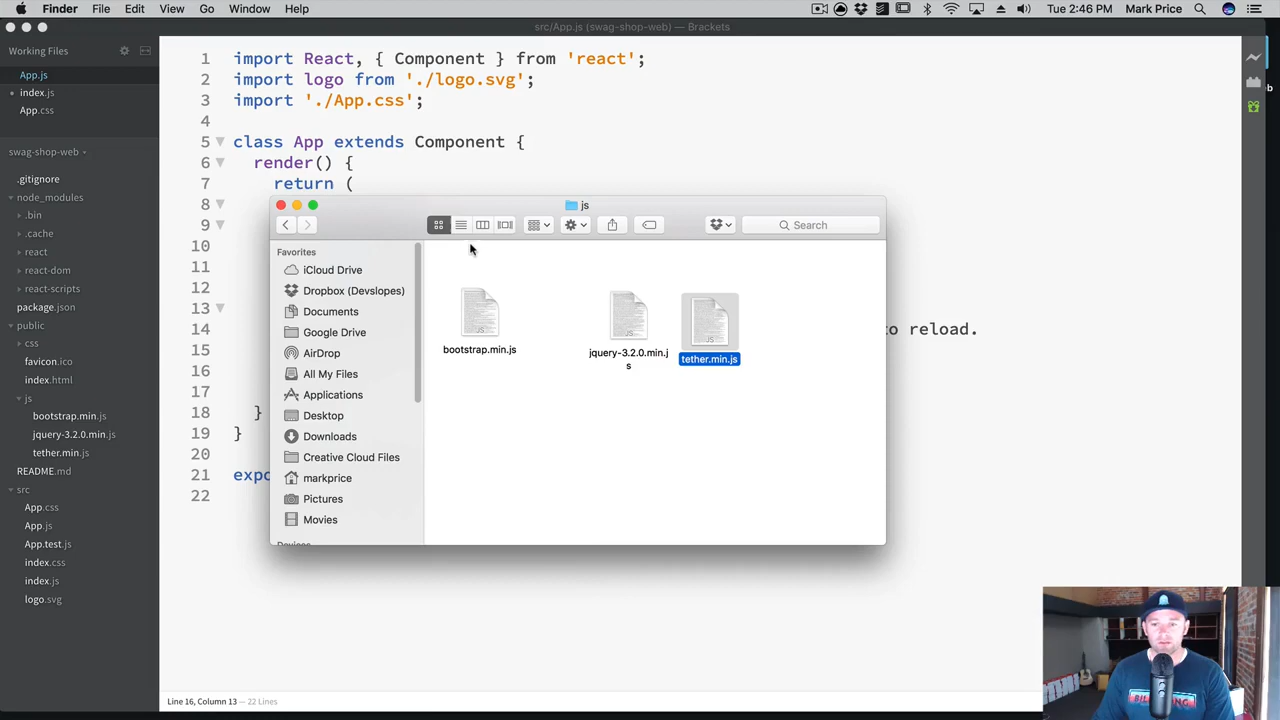 Finder File Edit View Go Window Help Tue 2:46 PM Mark Price
src/App.js (swag-shop-web) — Brackets
Working Files
App.js
index.js
App.css
swag-shop-web
.gitignore
node_modules
.bin
.cache
react
react-dom
react-scripts
package.json
public
css
favicon.ico
index.html
js
bootstrap.min.js
jquery-3.2.0.min.js
tether.min.js
README.md
src
App.css
App.js
App.test.js
index.css
index.js
logo.svg
1 import React, { Component } from 'react';
2 import logo from './logo.svg';
3 import './App.css';
4
5 class App extends Component {
6 render() {
7 return (
8
9
10
11
12
13
14 to reload.
15
16
17
18 }
19 }
20
21 expo
22
js
Search
Favorites
iCloud Drive
Dropbox (Devslopes)
Documents
Google Drive
AirDrop
All My Files
Applications
Desktop
Downloads
Creative Cloud Files
markprice
Pictures
Movies
Devices
bootstrap.min.js
jquery-3.2.0.min.j
s
tether.min.js
JS
JS
JS
Line 16, Column 13 — 22 Lines